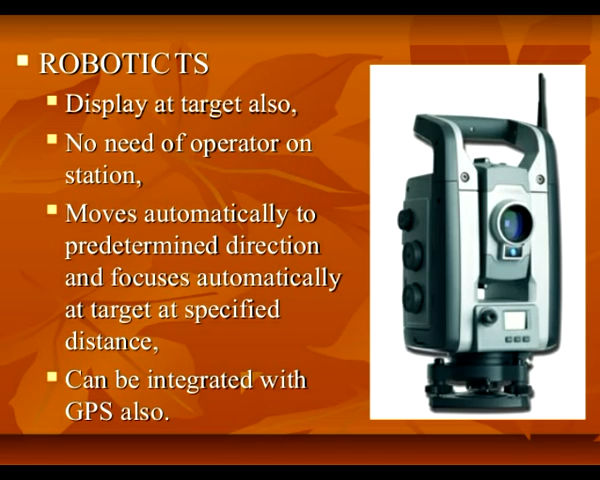 ROBOTIC TS
Display at target also,
No need of operator on
station,
Moves automatically to
predetermined direction
and focuses automatically
at target at specified
distance,
Can be integrated with
GPS also.